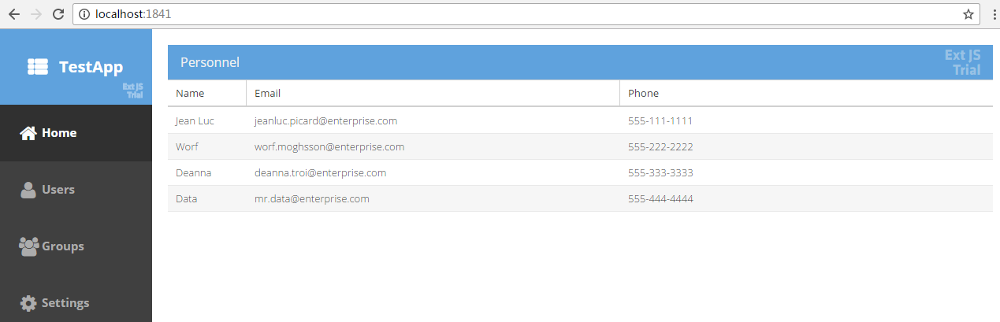 localhost:1841
TestApp
Ext JS
Trial
Home
Users
Groups
Settings
Personnel
Ext JS
Trial
Name Email Phone
Jean Luc jeanluc.picard@enterprise.com 555-111-1111
Worf worf.moghsson@enterprise.com 555-222-2222
Deanna deanna.troi@enterprise.com 555-333-3333
Data mr.data@enterprise.com 555-444-4444